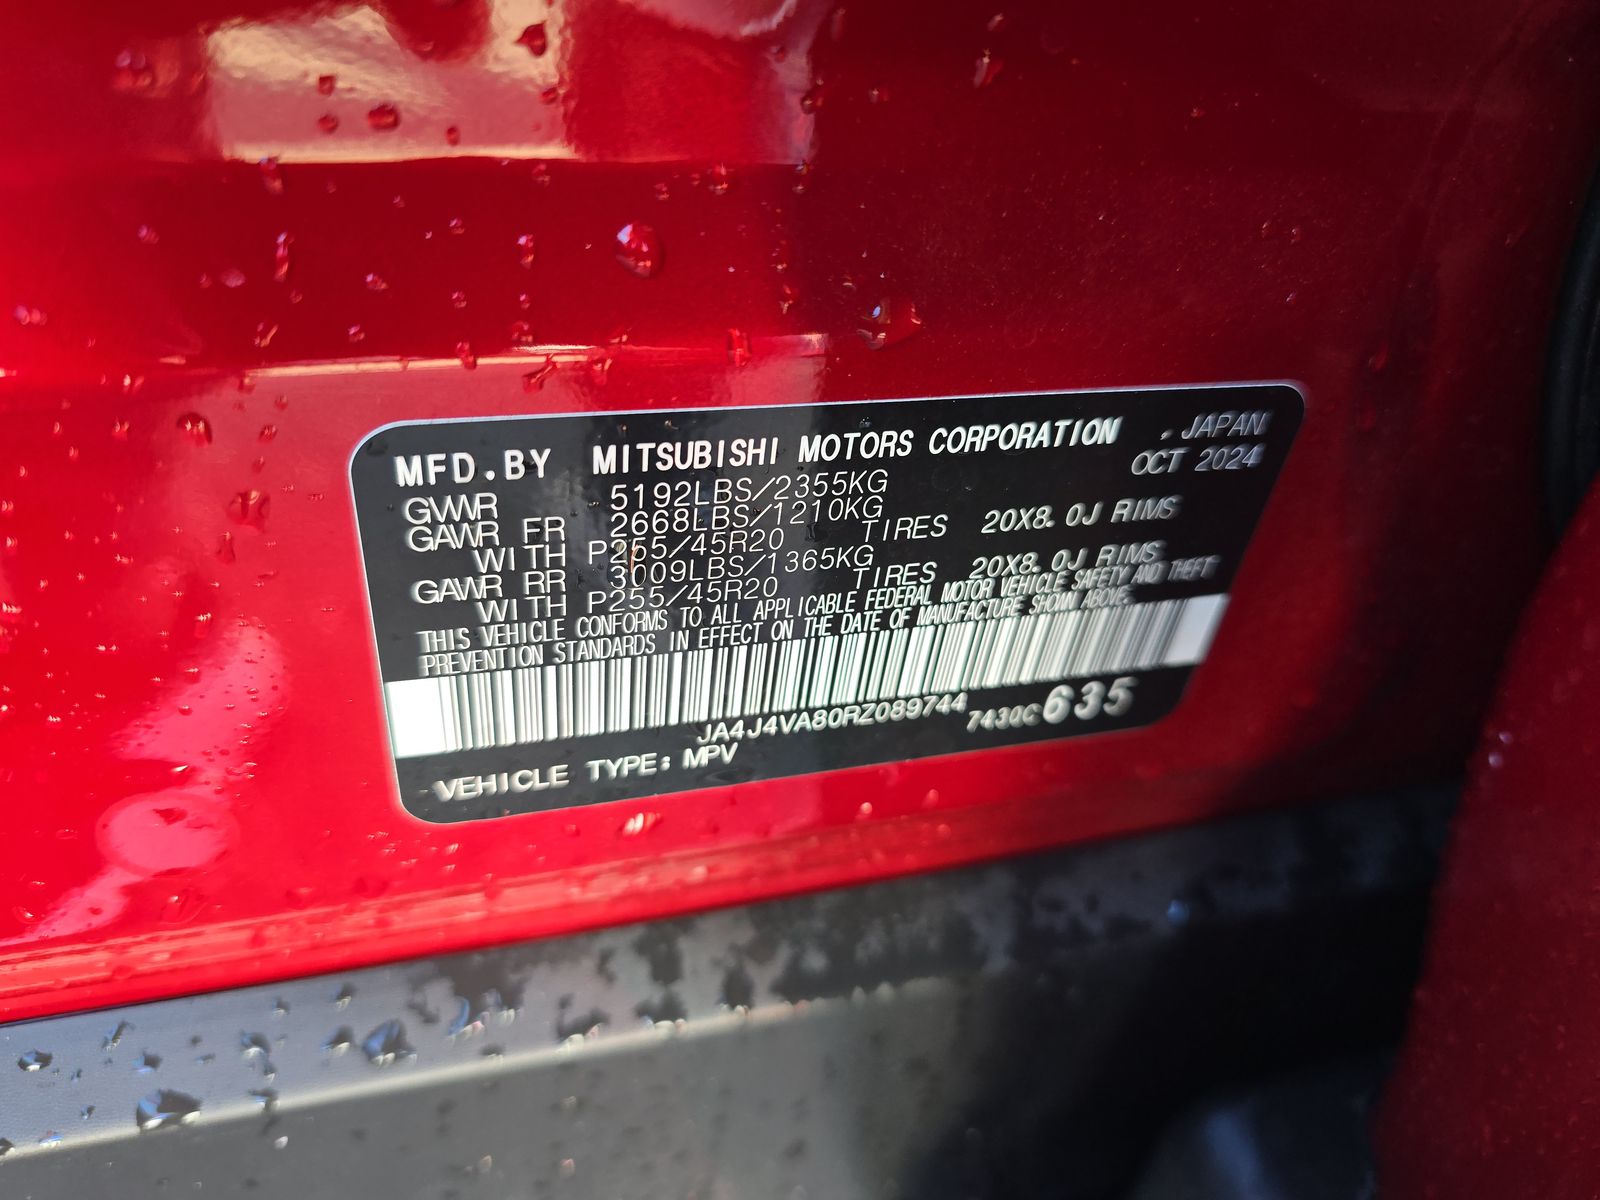 MFD.BY MITSUBISHI MOTORS CORPORATION . JAPAN
OCT 2024
GVWR 5192LBS/2355KG
GAWR FR 2668LBS/1210KG
WITH P255/45R20 TIRES 20X8.0J RIMS
GAWR RR 3009LBS/1365KG
WITH P255/45R20 TIRES 20X8.0J RIMS
THIS VEHICLE CONFORMS TO ALL APPLICABLE FEDERAL MOTOR VEHICLE SAFETY AND THEFT
PREVENTION STANDARDS IN EFFECT ON THE DATE OF MANUFACTURE SHOWN ABOVE.
JA4J4VA80RZ089744 7430C 635
VEHICLE TYPE: MPV